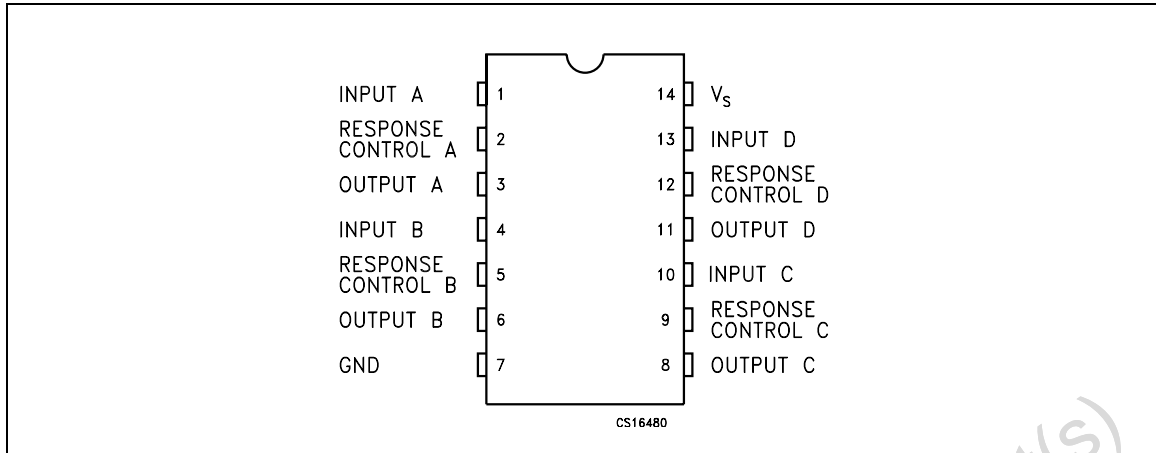 INPUT A
1
RESPONSE
CONTROL A
2
OUTPUT A
3
INPUT B
4
RESPONSE
CONTROL B
5
OUTPUT B
6
GND
7
14
VS
13
INPUT D
12
RESPONSE
CONTROL D
11
OUTPUT D
10
INPUT C
9
RESPONSE
CONTROL C
8
OUTPUT C
CS16480
t(s)